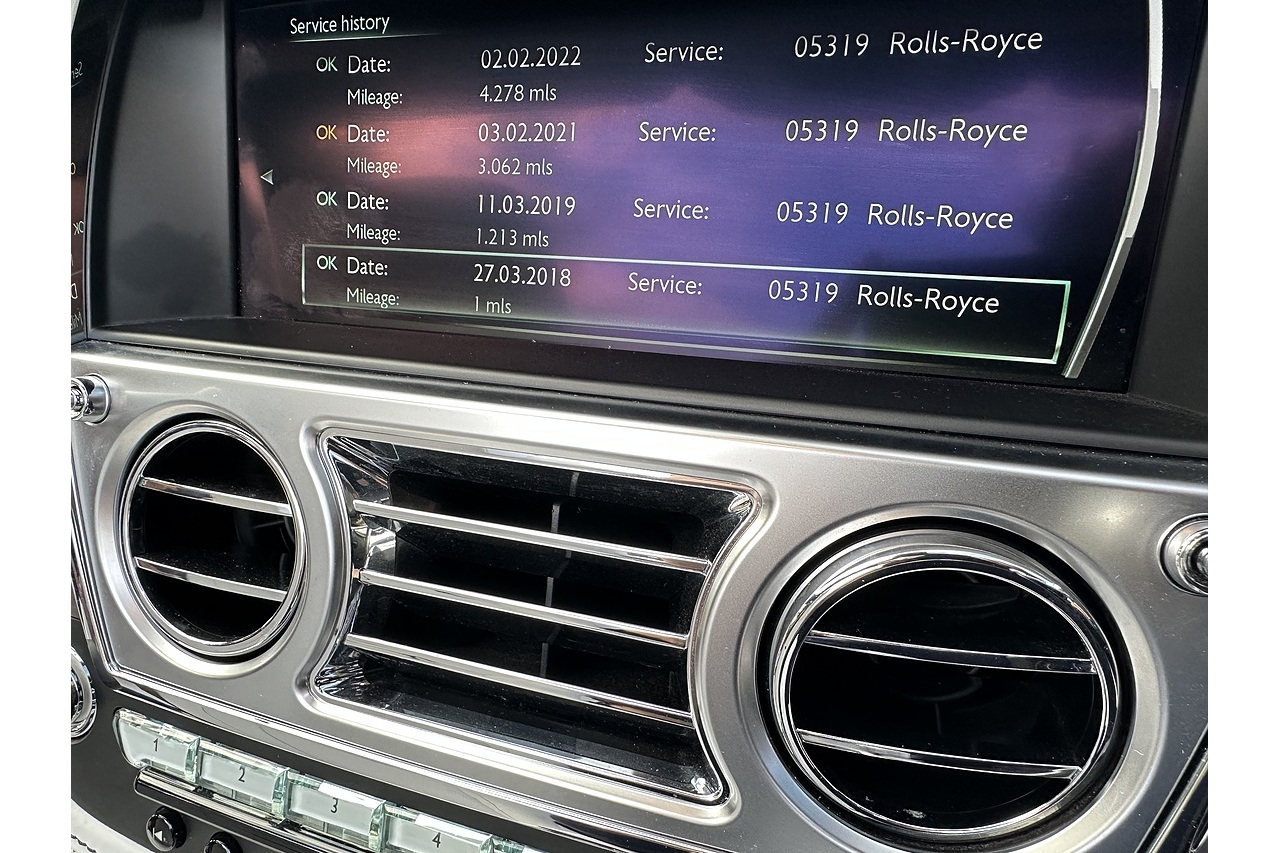 Service history
OK Date: 02.02.2022 Service: 05319 Rolls-Royce
Mileage: 4.278 mls
OK Date: 03.02.2021 Service: 05319 Rolls-Royce
Mileage: 3.062 mls
OK Date: 11.03.2019 Service: 05319 Rolls-Royce
Mileage: 1.213 mls
OK Date: 27.03.2018 Service: 05319 Rolls-Royce
Mileage: 1 mls
1 2 3 4